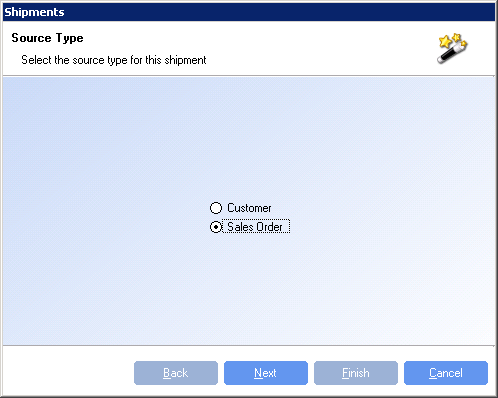 Shipments
Source Type
Select the source type for this shipment
Customer
Sales Order
Back Next Finish Cancel